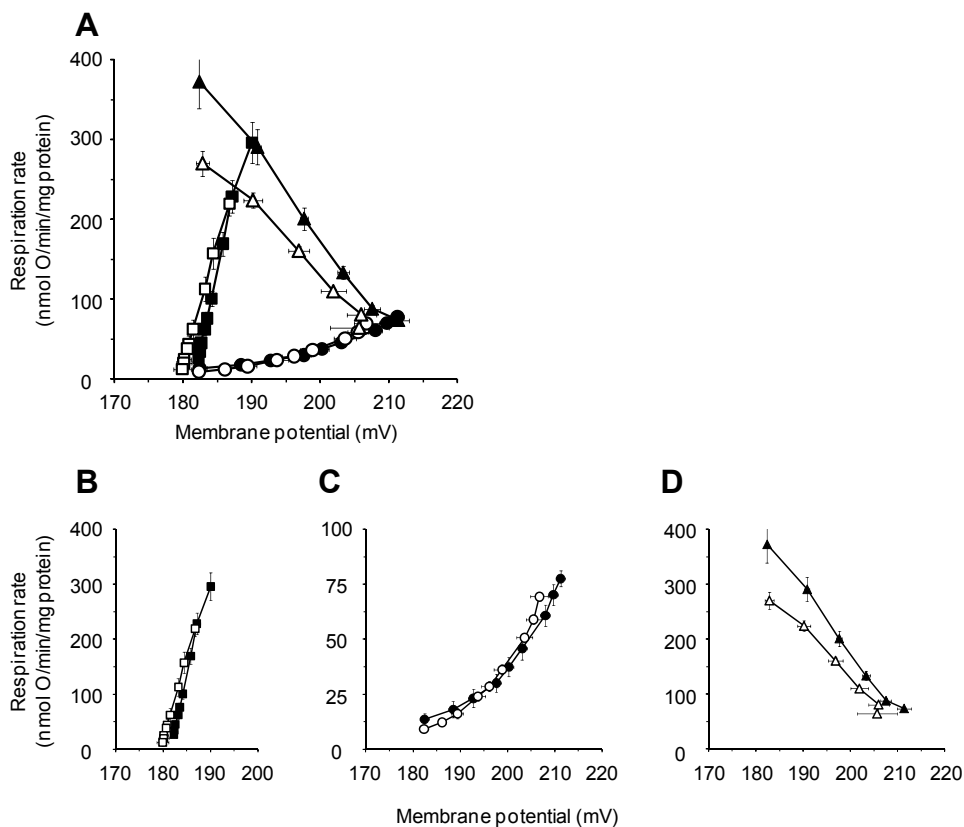 A
Respiration rate
(nmol O/min/mg protein)
400
300
200
100
0
170 180 190 200 210 220
Membrane potential (mV)
B
C
D
Respiration rate
(nmol O/min/mg protein)
400
300
200
100
0
170 180 190 200
100
75
50
25
0
170 180 190 200 210 220
400
300
200
100
0
170 180 190 200 210 220
Membrane potential (mV)